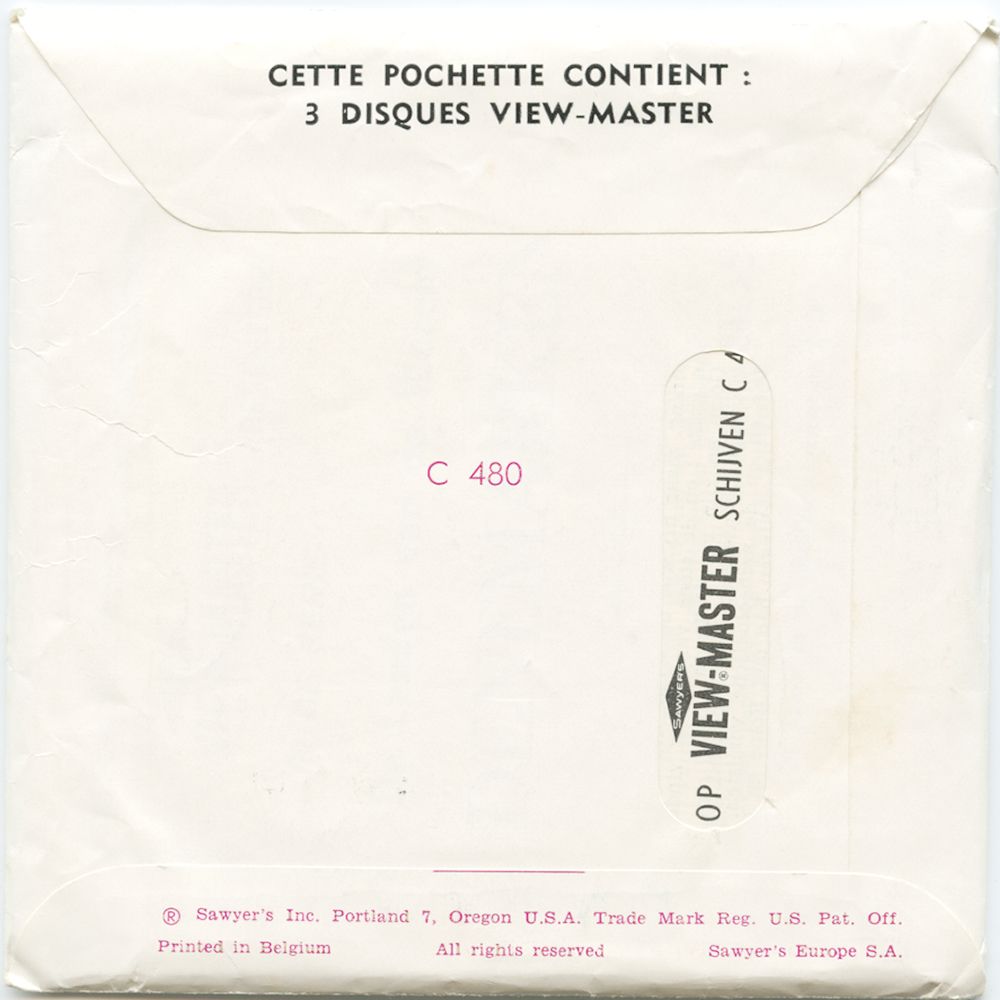 CETTE POCHETTE CONTIENT :
3 DISQUES VIEW-MASTER
C 480
SAWYER'S
OP VIEW-MASTER® SCHIJVEN C 4
® Sawyer's Inc. Portland 7, Oregon U.S.A. Trade Mark Reg. U.S. Pat. Off.
Printed in Belgium All rights reserved Sawyer's Europe S.A.